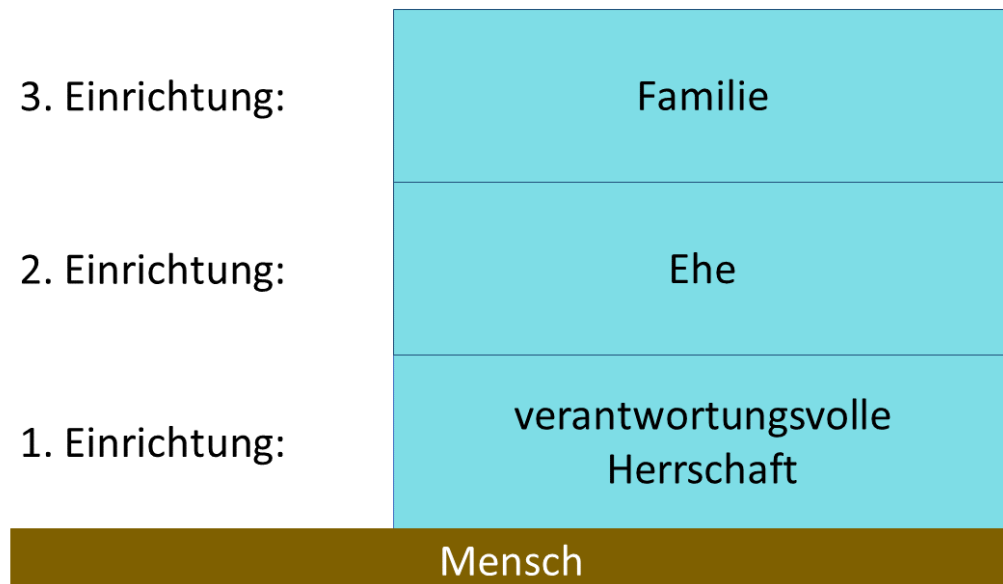 3. Einrichtung:
Familie
2. Einrichtung:
Ehe
1. Einrichtung:
verantwortungsvolle
Herrschaft
Mensch